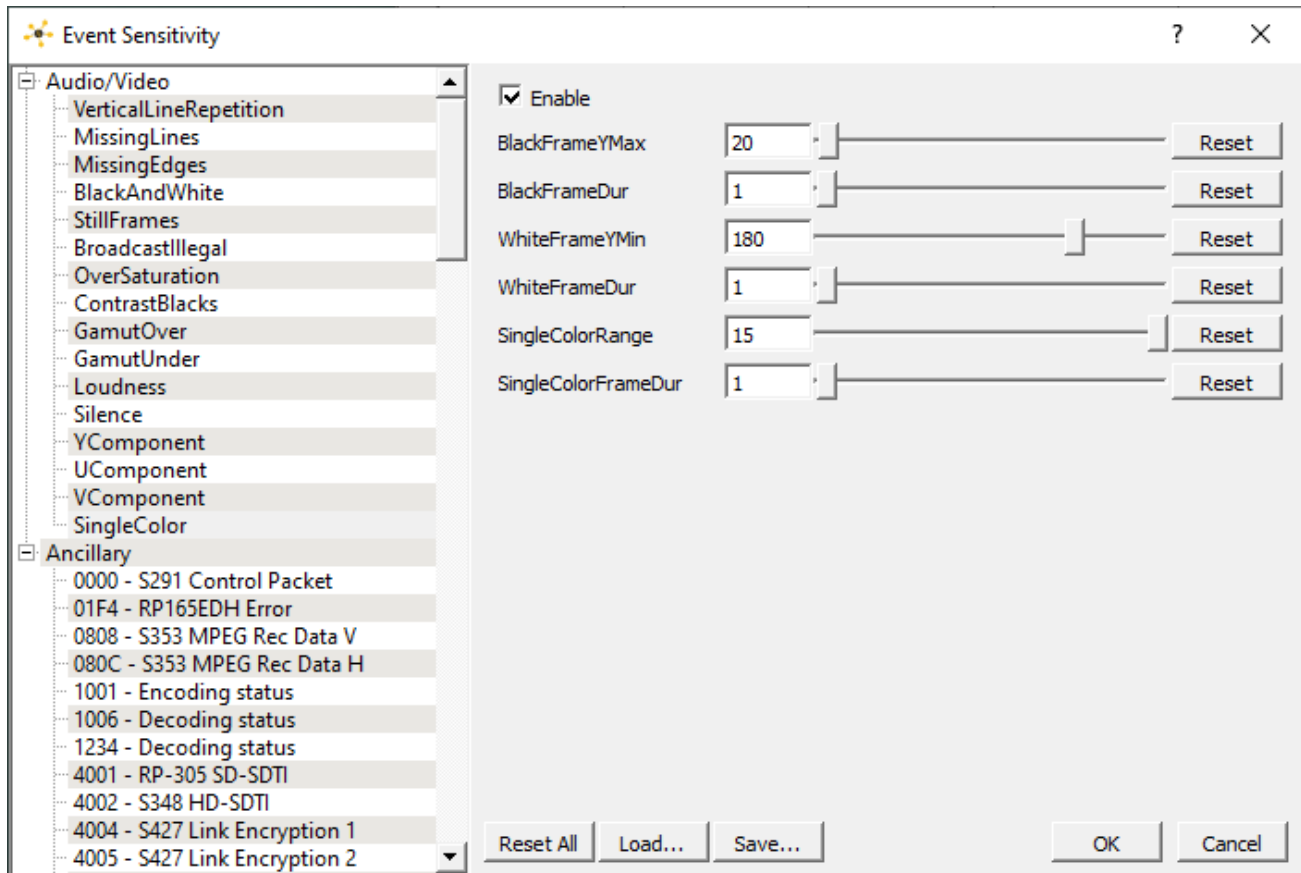 Event Sensitivity ?
Audio/Video
VerticalLineRepetition
MissingLines
MissingEdges
BlackAndWhite
StillFrames
BroadcastIllegal
OverSaturation
ContrastBlacks
GamutOver
GamutUnder
Loudness
Silence
YComponent
UComponent
VComponent
SingleColor
Ancillary
0000 - S291 Control Packet
01F4 - RP165EDH Error
0808 - S353 MPEG Rec Data V
080C - S353 MPEG Rec Data H
1001 - Encoding status
1006 - Decoding status
1234 - Decoding status
4001 - RP-305 SD-SDTI
4002 - S348 HD-SDTI
4004 - S427 Link Encryption 1
4005 - S427 Link Encryption 2
Enable
BlackFrameYMax 20 Reset
BlackFrameDur 1 Reset
WhiteFrameYMin 180 Reset
WhiteFrameDur 1 Reset
SingleColorRange 15 Reset
SingleColorFrameDur 1 Reset
Reset All Load... Save... OK Cancel